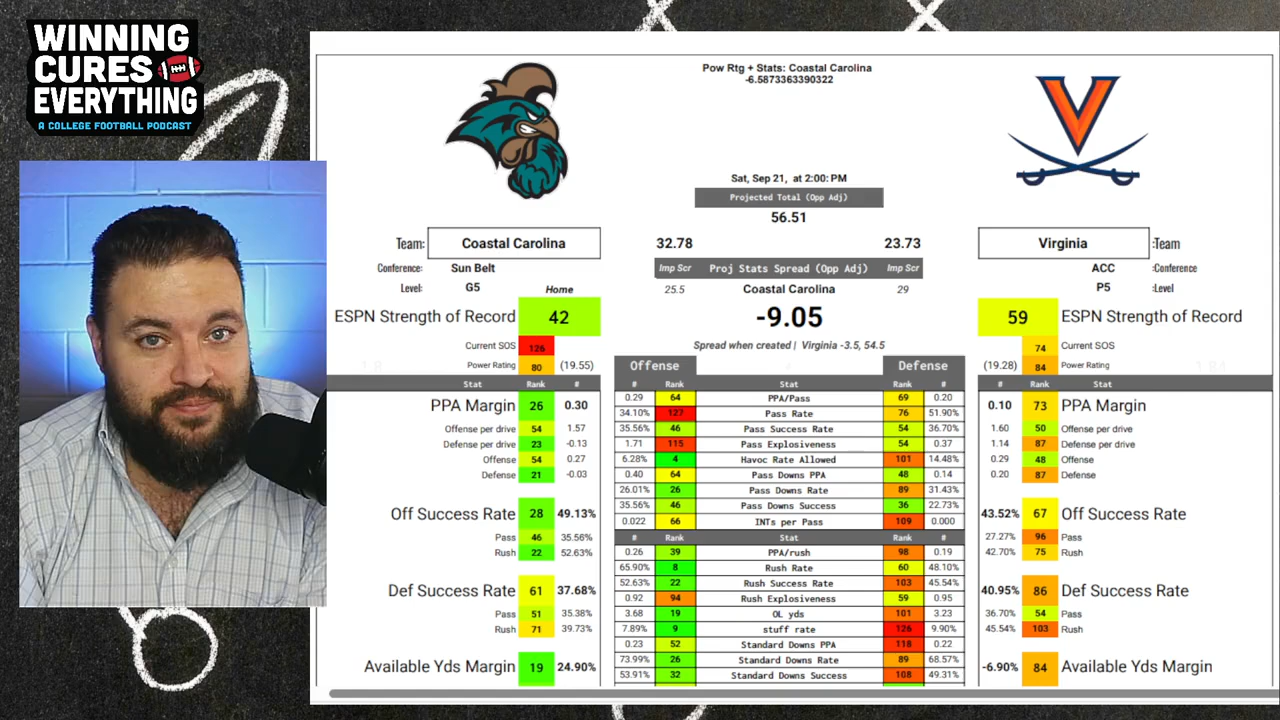 WINNING
CURES
EVERYTHING
A COLLEGE FOOTBALL PODCAST
Pow Rtg + Stats: Coastal Carolina
-6.5873363390322
Sat, Sep 21, at 2:00: PM
Projected Total (Opp Adj)
56.51
Team: Coastal Carolina 32.78 23.73 Virginia :Team
Conference: Sun Belt Imp Scr Proj Stats Spread (Opp Adj) Imp Scr ACC :Conference
Level: G5 Home 25.5 Coastal Carolina 29 P5 :Level
ESPN Strength of Record 42 -9.05 59 ESPN Strength of Record
Current SOS 126 Spread when created | Virginia -3.5, 54.5 74 Current SOS
Power Rating 80 (19.55) Offense Defense (19.28) 84 Power Rating
Stat Rank # # Rank Stat Rank # # Rank Stat
PPA Margin 26 0.30 0.10 73 PPA Margin
Offensive per drive 54 1.57 1.60 50 Offensive per drive
Defense per drive 23 -0.13 1.14 87 Defense per drive
Offense 54 0.27 0.29 48 Offense
Defense 21 -0.03 0.20 87 Defense
0.29 64 PPA/Pass 69 0.20
34.10% 127 Pass Rate 76 51.90%
35.56% 46 Pass Success Rate 54 36.70%
1.71 115 Pass Explosiveness 54 0.37
6.28% 4 Havoc Rate Allowed 101 14.48%
0.40 64 Pass Downs PPA 48 0.14
26.01% 26 Pass Downs Rate 89 31.43%
35.56% 46 Pass Downs Success 36 22.73%
0.022 66 INTs per Pass 109 0.000
Off Success Rate 28 49.13% 43.52% 67 Off Success Rate
Pass 46 35.56% 27.27% 96 Pass
Rush 22 52.63% 42.70% 75 Rush
# Rank Stat Rank #
0.26 39 PPA/rush 98 0.19
65.90% 8 Rush Rate 60 48.10%
52.63% 22 Rush Success Rate 103 45.54%
0.92 94 Rush Explosiveness 59 0.95
3.68 19 OL yds 101 3.23
7.89% 9 stuff rate 126 9.90%
0.23 52 Standard Downs PPA 118 0.22
73.99% 26 Standard Downs Rate 89 68.57%
53.91% 32 Standard Downs Success 108 49.31%
Def Success Rate 61 37.68% 40.95% 86 Def Success Rate
Pass 51 35.38% 36.70% 54 Pass
Rush 71 39.73% 45.54% 103 Rush
Available Yds Margin 19 24.90% -6.90% 84 Available Yds Margin